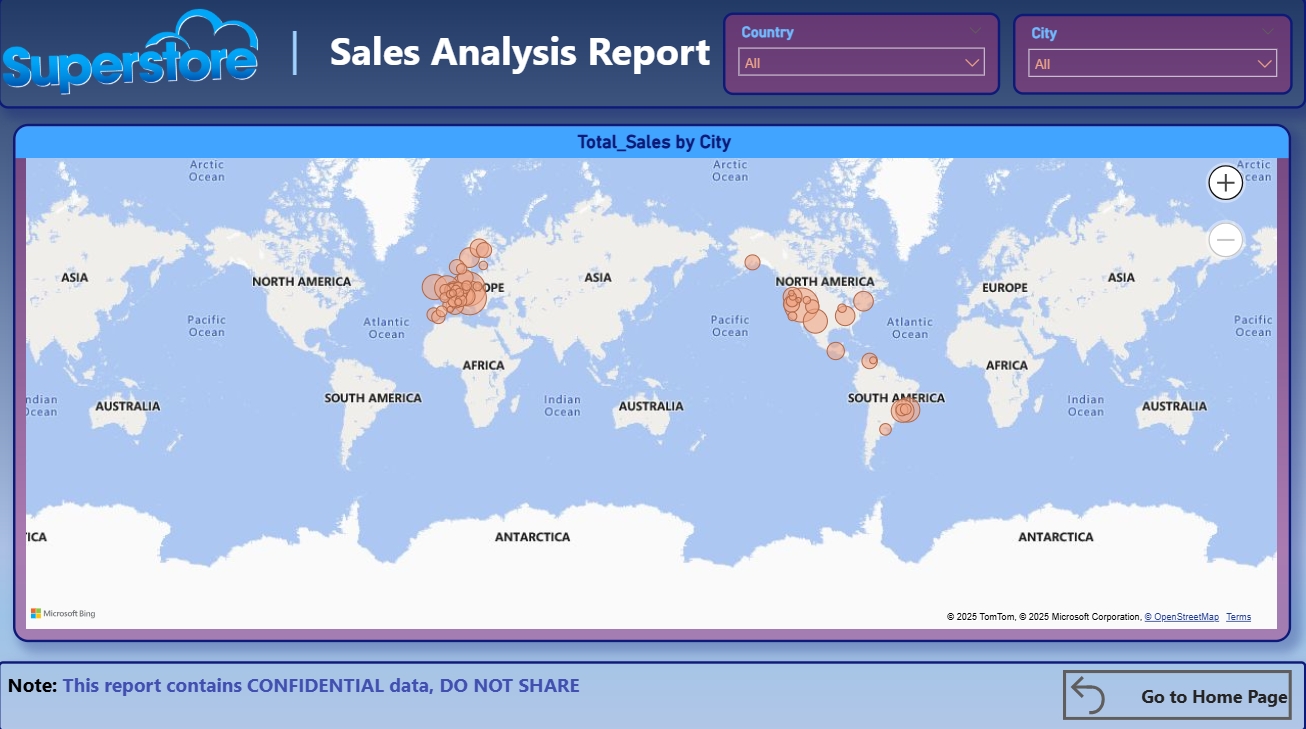 Superstore
Sales Analysis Report
Country
All
City
All
Total_Sales by City
Arctic
Ocean
Arctic
Ocean
Arctic
cean
ASIA
NORTH AMERICA
OPE
ASIA
NORTH AMERICA
EUROPE
ASIA
Pacific
Ocean
Atlantic
Ocean
Pacific
Ocean
Atlantic
Ocean
Pacific
Ocean
AFRICA
AFRICA
ndian
Ocean
AUSTRALIA
SOUTH AMERICA
Indian
Ocean
AUSTRALIA
SOUTH AMERICA
Indian
Ocean
AUSTRALIA
ICA
ANTARCTICA
ANTARCTICA
Microsoft Bing
© 2025 TomTom, © 2025 Microsoft Corporation, © OpenStreetMap Terms
Note: This report contains CONFIDENTIAL data, DO NOT SHARE
Go to Home Page